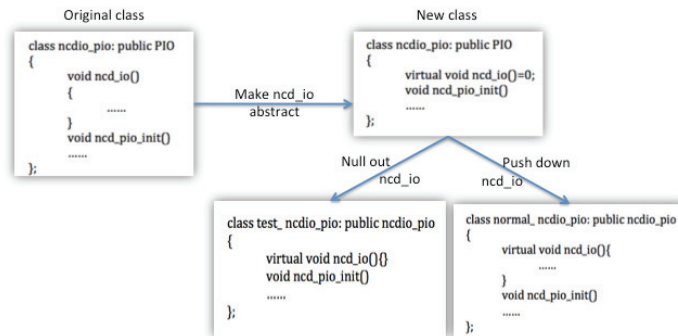 Original class
class ncdio_pio: public PIO
{
void ncd_io()
{
......
}
void ncd_pio_init()
......
};
Make ncd_io
abstract
New class
class ncdio_pio: public PIO
{
virtual void ncd_io()=0;
void ncd_pio_init()
......
};
Null out
ncd_io
Push down
ncd_io
class test_ ncdio_pio: public ncdio_pio
{
virtual void ncd_io(){}
void ncd_pio_init()
......
};
class normal_ ncdio_pio: public ncdio_pio
{
virtual void ncd_io(){
......
}
void ncd_pio_init()
......
};